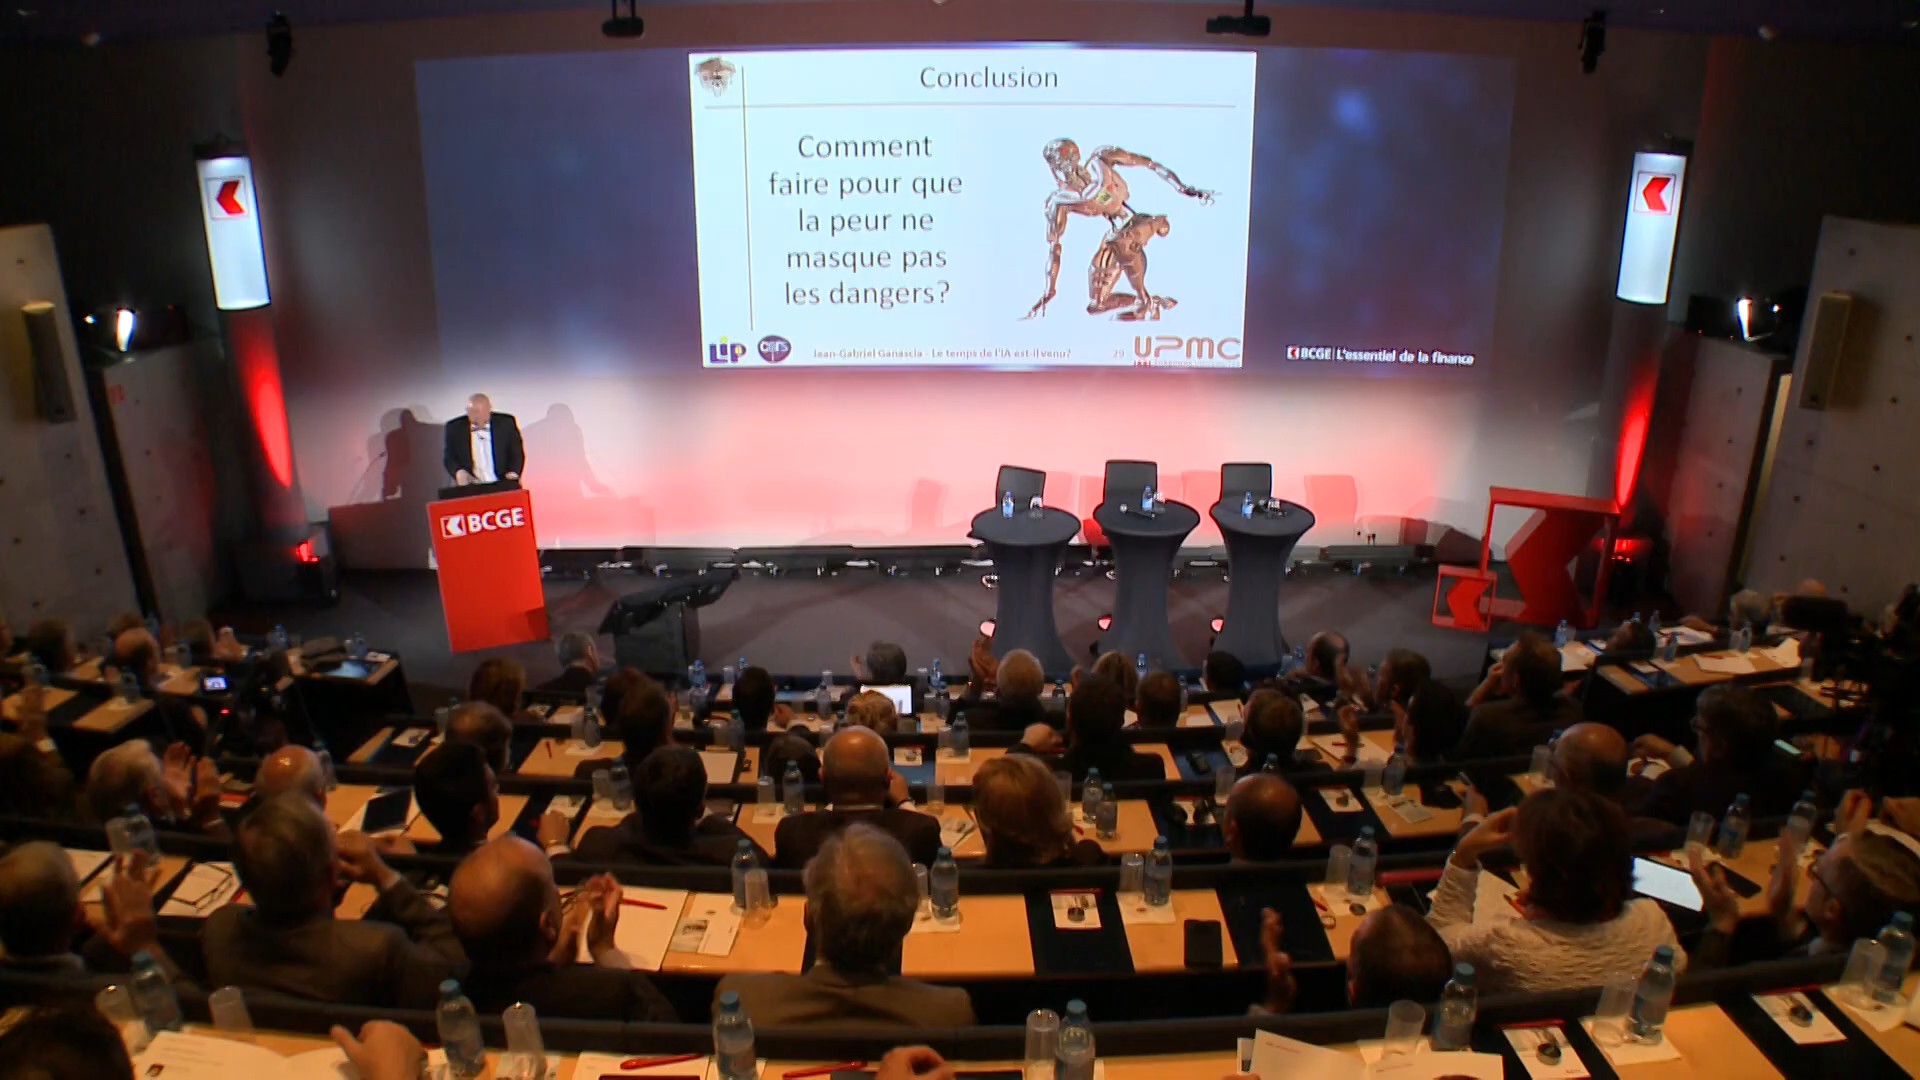 Conclusion
Comment
faire pour que
la peur ne
masque pas
les dangers?
LIP
cnrs
Jean-Gabriel Ganascia - Le temps de l'IA est-il venu?
29
UPMC
BCGE L'essentiel de la finance
BCGE